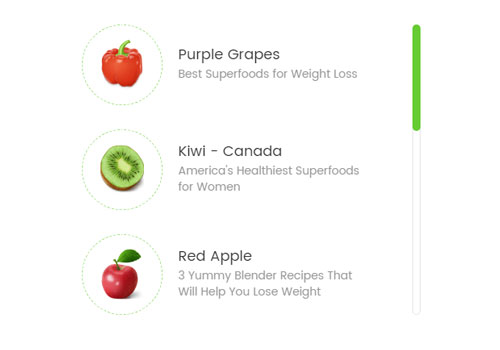 Purple Grapes
Best Superfoods for Weight Loss
Kiwi - Canada
America's Healthiest Superfoods
for Women
Red Apple
3 Yummy Blender Recipes That
Will Help You Lose Weight